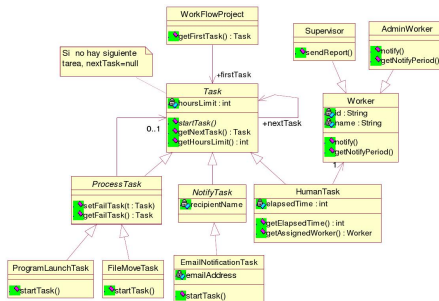 WorkFlowProject
getFirstTask() : Task
Si no hay siguiente
tarea, nextTask=null
+firstTask
Supervisor
sendReport()
AdminWorker
notify()
getNotifyPeriod()
Task
hoursLimit : int
startTask()
getNextTask() : Task
getHoursLimit() : int
0..1
+nextTask
Worker
id : String
name : String
notify()
getNotifyPeriod()
1
ProcessTask
setFailTask(t : Task)
getFailTask() : Task
NotifyTask
recipientName
HumanTask
elapsedTime : int
getElapsedTime() : int
getAssignedWorker() : Worker
ProgramLaunchTask
startTask()
FileMoveTask
startTask()
EmailNotificationTask
emailAddress
startTask()